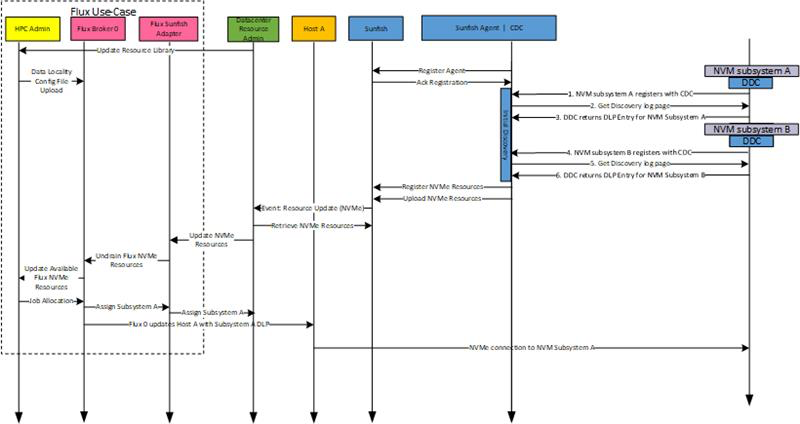 Flux Use-Case
HPC Admin
Flux Broker 0
Flux Sunfish
Adapter
Datacenter
Resource
Admin
Host A
Sunfish
Sunfish Agent | CDC
Update Resource Library
Data Locality
Config File
Upload
Register Agent
Ack Registration
NVM subsystem A
DDC
1. NVM subsystem A registers with CDC
2. Get Discovery log page
3. DDC returns DLP Entry for NVM Subsystem A
Initial Discovery
NVM subsystem B
DDC
4. NVM subsystem B registers with CDC
5. Get Discovery log page
6. DDC returns DLP Entry for NVM Subsystem B
Register NVMe Resources
Upload NVMe Resources
Event: Resource Update (NVMe)
Retrieve NVMe Resources
Update NVMe
Resources
Undrain Flux NVMe
Resources
Update Available
Flux NVMe
Resources
Job Allocation
Assign Subsystem A
Assign Subsystem A
Flux 0 updates Host A with Subsystem A DLP
NVMe connection to NVM Subsystem A